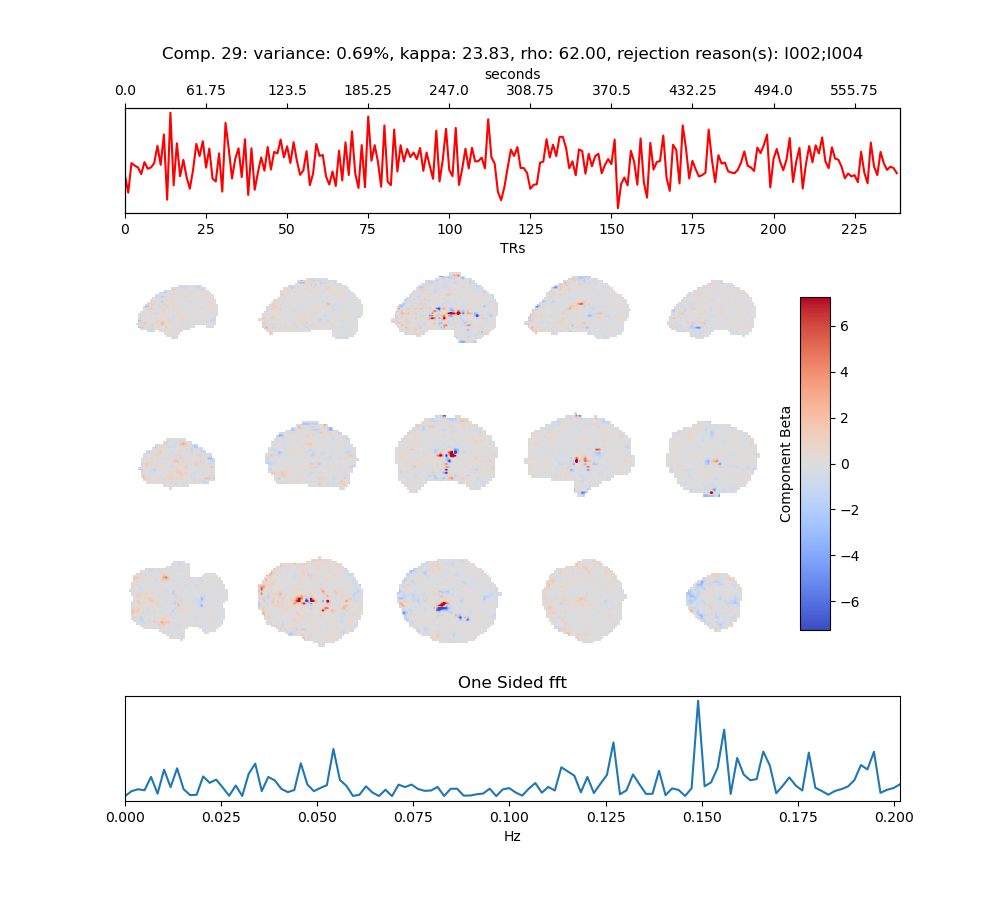 Comp. 29: variance: 0.69%, kappa: 23.83, rho: 62.00, rejection reason(s): I002;I004
seconds
0.0 61.75 123.5 185.25 247.0 308.75 370.5 432.25 494.0 555.75
0 25 50 75 100 125 150 175 200 225
TRs
6
4
2
0
−2
−4
−6
Component Beta
One Sided fft
0.000 0.025 0.050 0.075 0.100 0.125 0.150 0.175 0.200
Hz